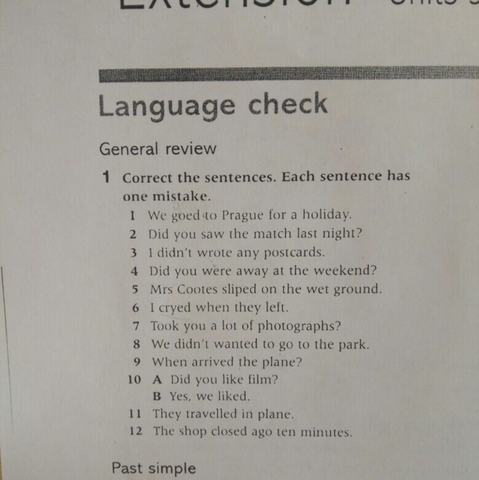 Extension Units
Language check
General review
1 Correct the sentences. Each sentence has
one mistake.
1 We goed to Prague for a holiday.
2 Did you saw the match last night?
3 I didn't wrote any postcards.
4 Did you were away at the weekend?
5 Mrs Cootes sliped on the wet ground.
6 I cryed when they left.
7 Took you a lot of photographs?
8 We didn't wanted to go to the park.
9 When arrived the plane?
10 A Did you like film?
B Yes, we liked.
11 They travelled in plane.
12 The shop closed ago ten minutes.
Past simple